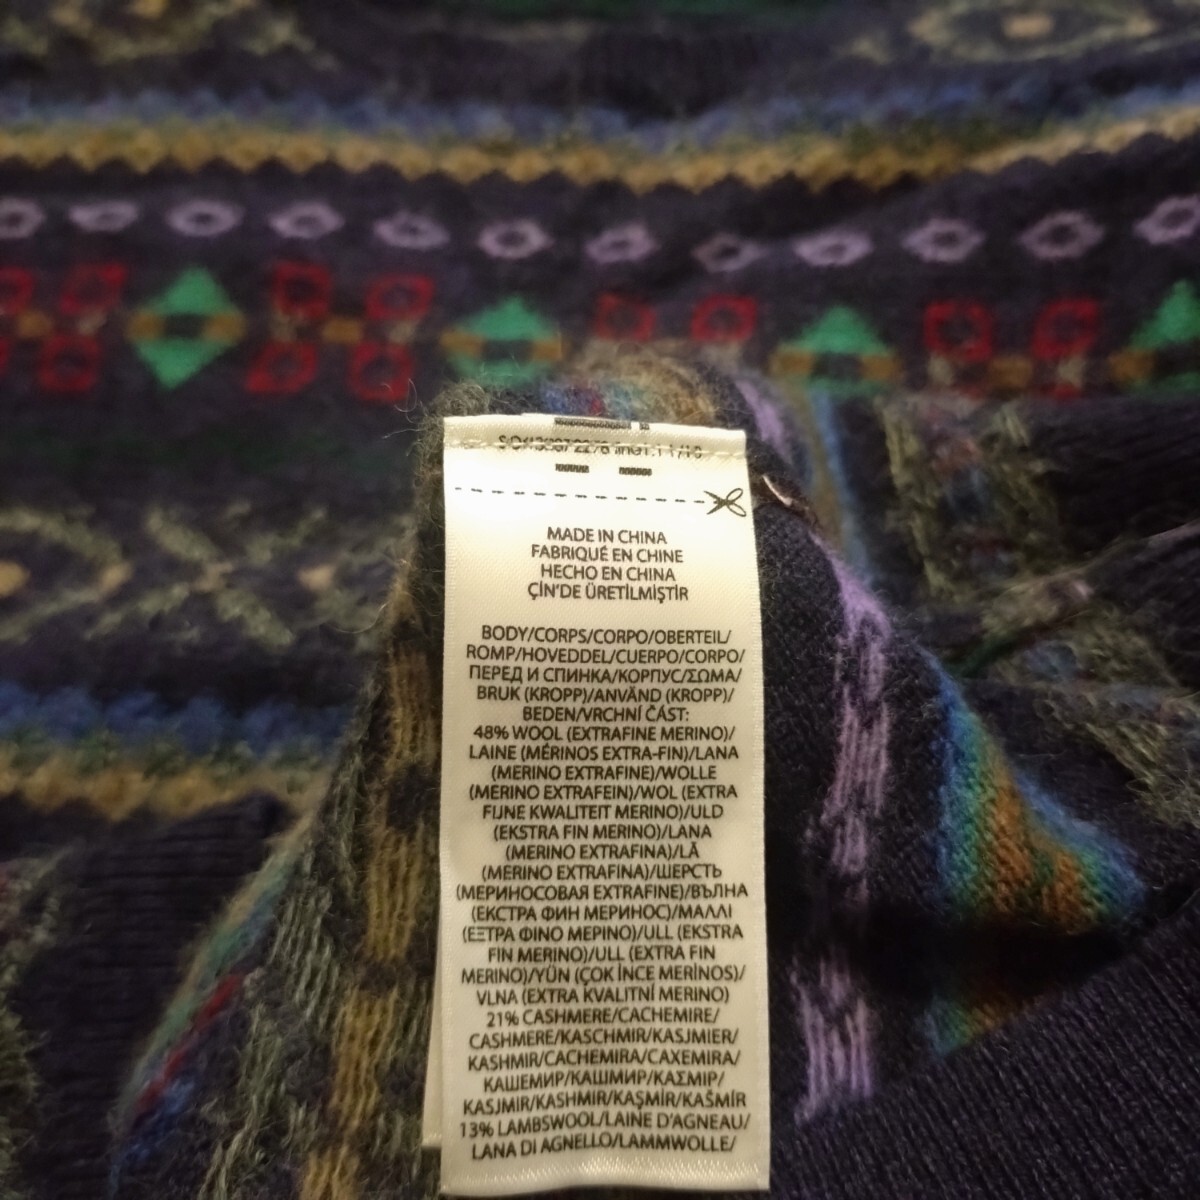 MADE IN CHINA
FABRIQUÉ EN CHINE
HECHO EN CHINA
ÇİN'DE ÜRETİLMİŞTİR
BODY/CORPS/CORPO/OBERTEIL/
ROMP/HOVEDDEL/CUERPO/CORPO/
ПЕРЕД И СПИНКА/КОРПУС/ΣΩΜΑ/
BRUK (KROPP)/ANVÄND (KROPP)/
BEDEN/VRCHNÍ ČÁST:
48% WOOL (EXTRAFINE MERINO)/
LAINE (MÉRINOS EXTRA-FIN)/LANA
(MERINO EXTRAFINE)/WOLLE
(MERINO EXTRAFEIN)/WOL (EXTRA
FIJNE KWALITEIT MERINO)/ULD
(EKSTRA FIN MERINO)/LANA
(MERINO EXTRAFINA)/LÃ
(MERINO EXTRAFINA)/ШЕРСТЬ
(МЕРИНОСОВАЯ EXTRAFINE)/ВЪЛНА
(ЕКСТРА ФИН МЕРИНОС)/ΜΑΛΛΙ
(ΕΞΤΡΑ ΦΙΝΟ ΜΕΡΙΝΟ)/ULL (EKSTRA
FIN MERINO)/ULL (EXTRA FIN
MERINO)/YÜN (ÇOK İNCE MERİNOS)/
VLNA (EXTRA KVALITNÍ MERINO)
21% CASHMERE/CACHEMIRE/
CASHMERE/KASCHMIR/KASJMIER/
KASHMIR/CACHEMIRA/CAXEMIRA/
КАШЕМИР/КАШМИР/ΚΑΣΜΙΡ/
KASJMIR/KASHMIR/KAŞMİR/KAŠMÍR
13% LAMBSWOOL/LAINE D'AGNEAU/
LANA DI AGNELLO/LAMMWOLLE/